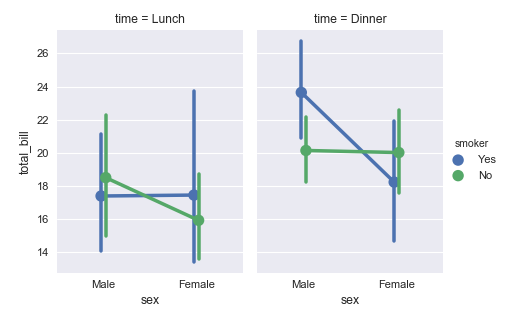 time = Lunch
time = Dinner
total_bill
26
24
22
20
18
16
14
Male
Female
Male
Female
sex
sex
smoker
Yes
No